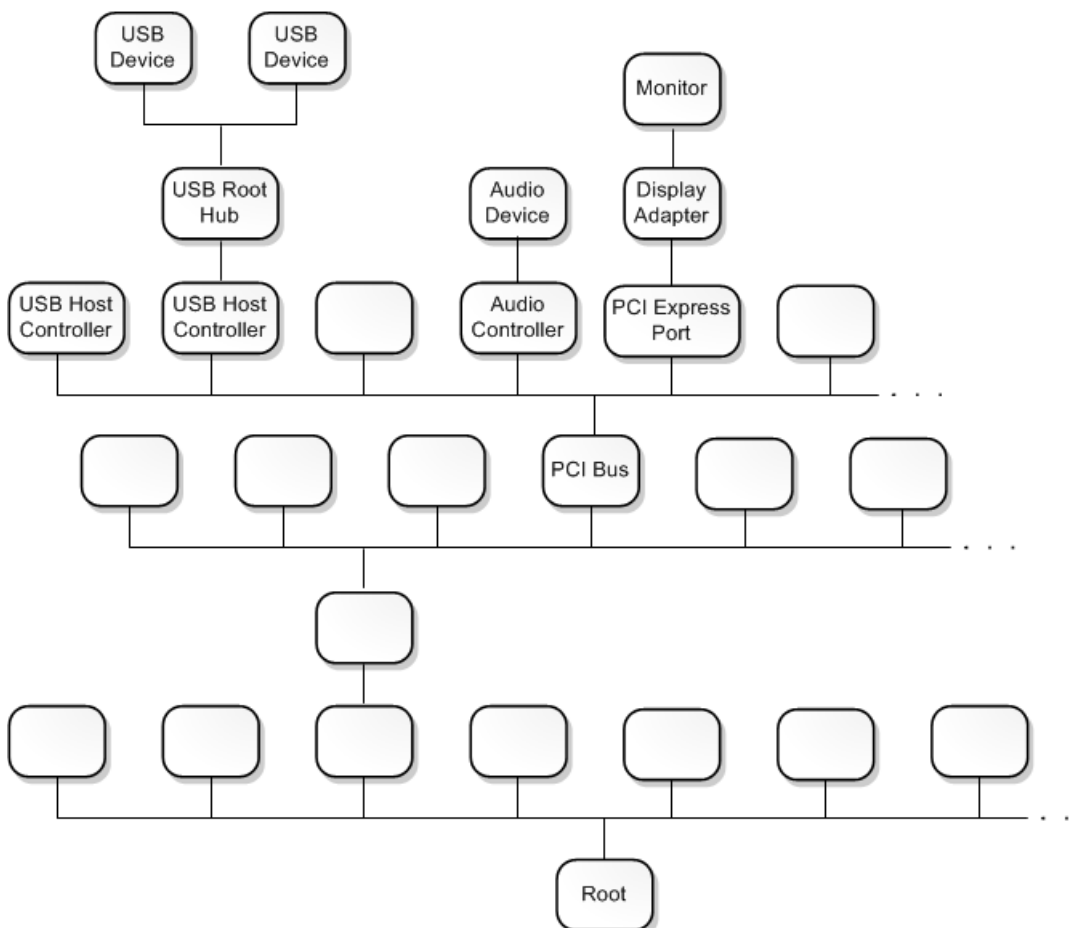 USB
Device
USB
Device
Monitor
USB Root
Hub
Audio
Device
Display
Adapter
USB Host
Controller
USB Host
Controller
Audio
Controller
PCI Express
Port
PCI Bus
Root